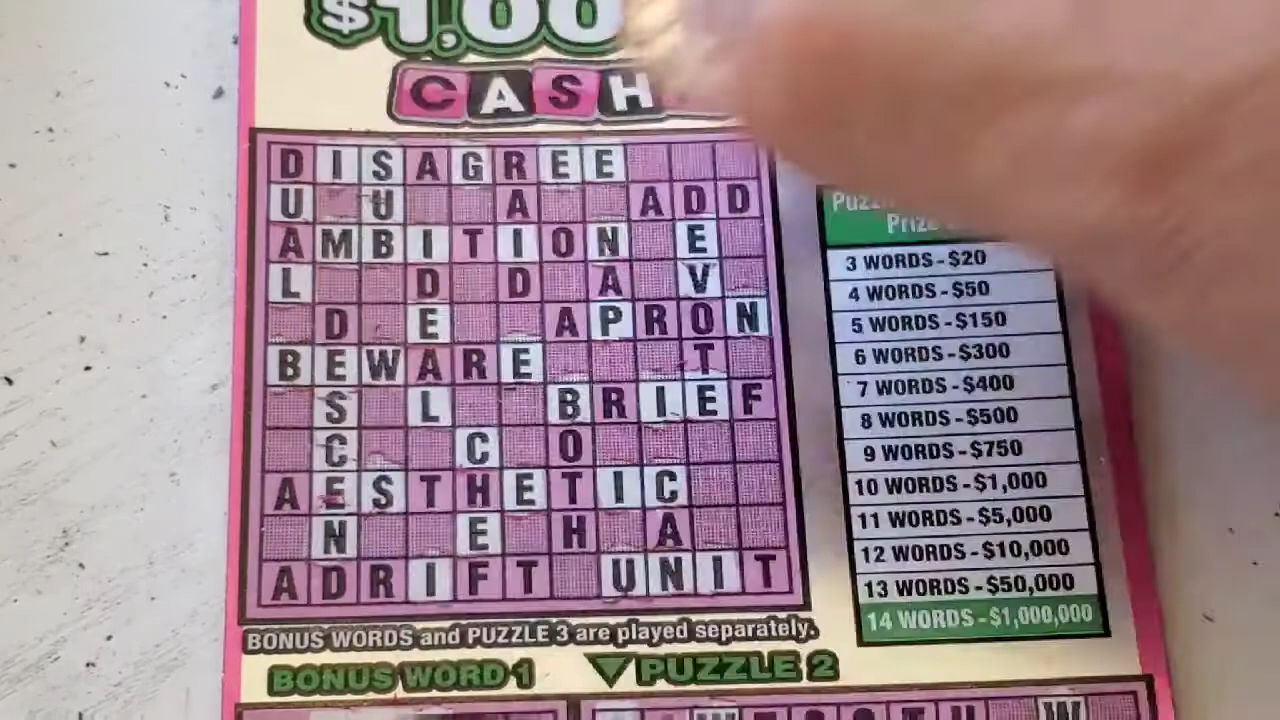 $1,00
CASH
DISAGREE
U U A ADD
AMBITION E
L D D A V
D E APRON
BEWARE T
S L BRIEF
C C O
AESTHETIC
N E H A
ADRIFT UNIT
Prize
3 WORDS - $20
4 WORDS - $50
5 WORDS - $150
6 WORDS - $300
7 WORDS - $400
8 WORDS - $500
9 WORDS - $750
10 WORDS - $1,000
11 WORDS - $5,000
12 WORDS - $10,000
13 WORDS - $50,000
14 WORDS - $1,000,000
BONUS WORDS and PUZZLE 3 are played separately.
BONUS WORD 1 ▼ PUZZLE 2